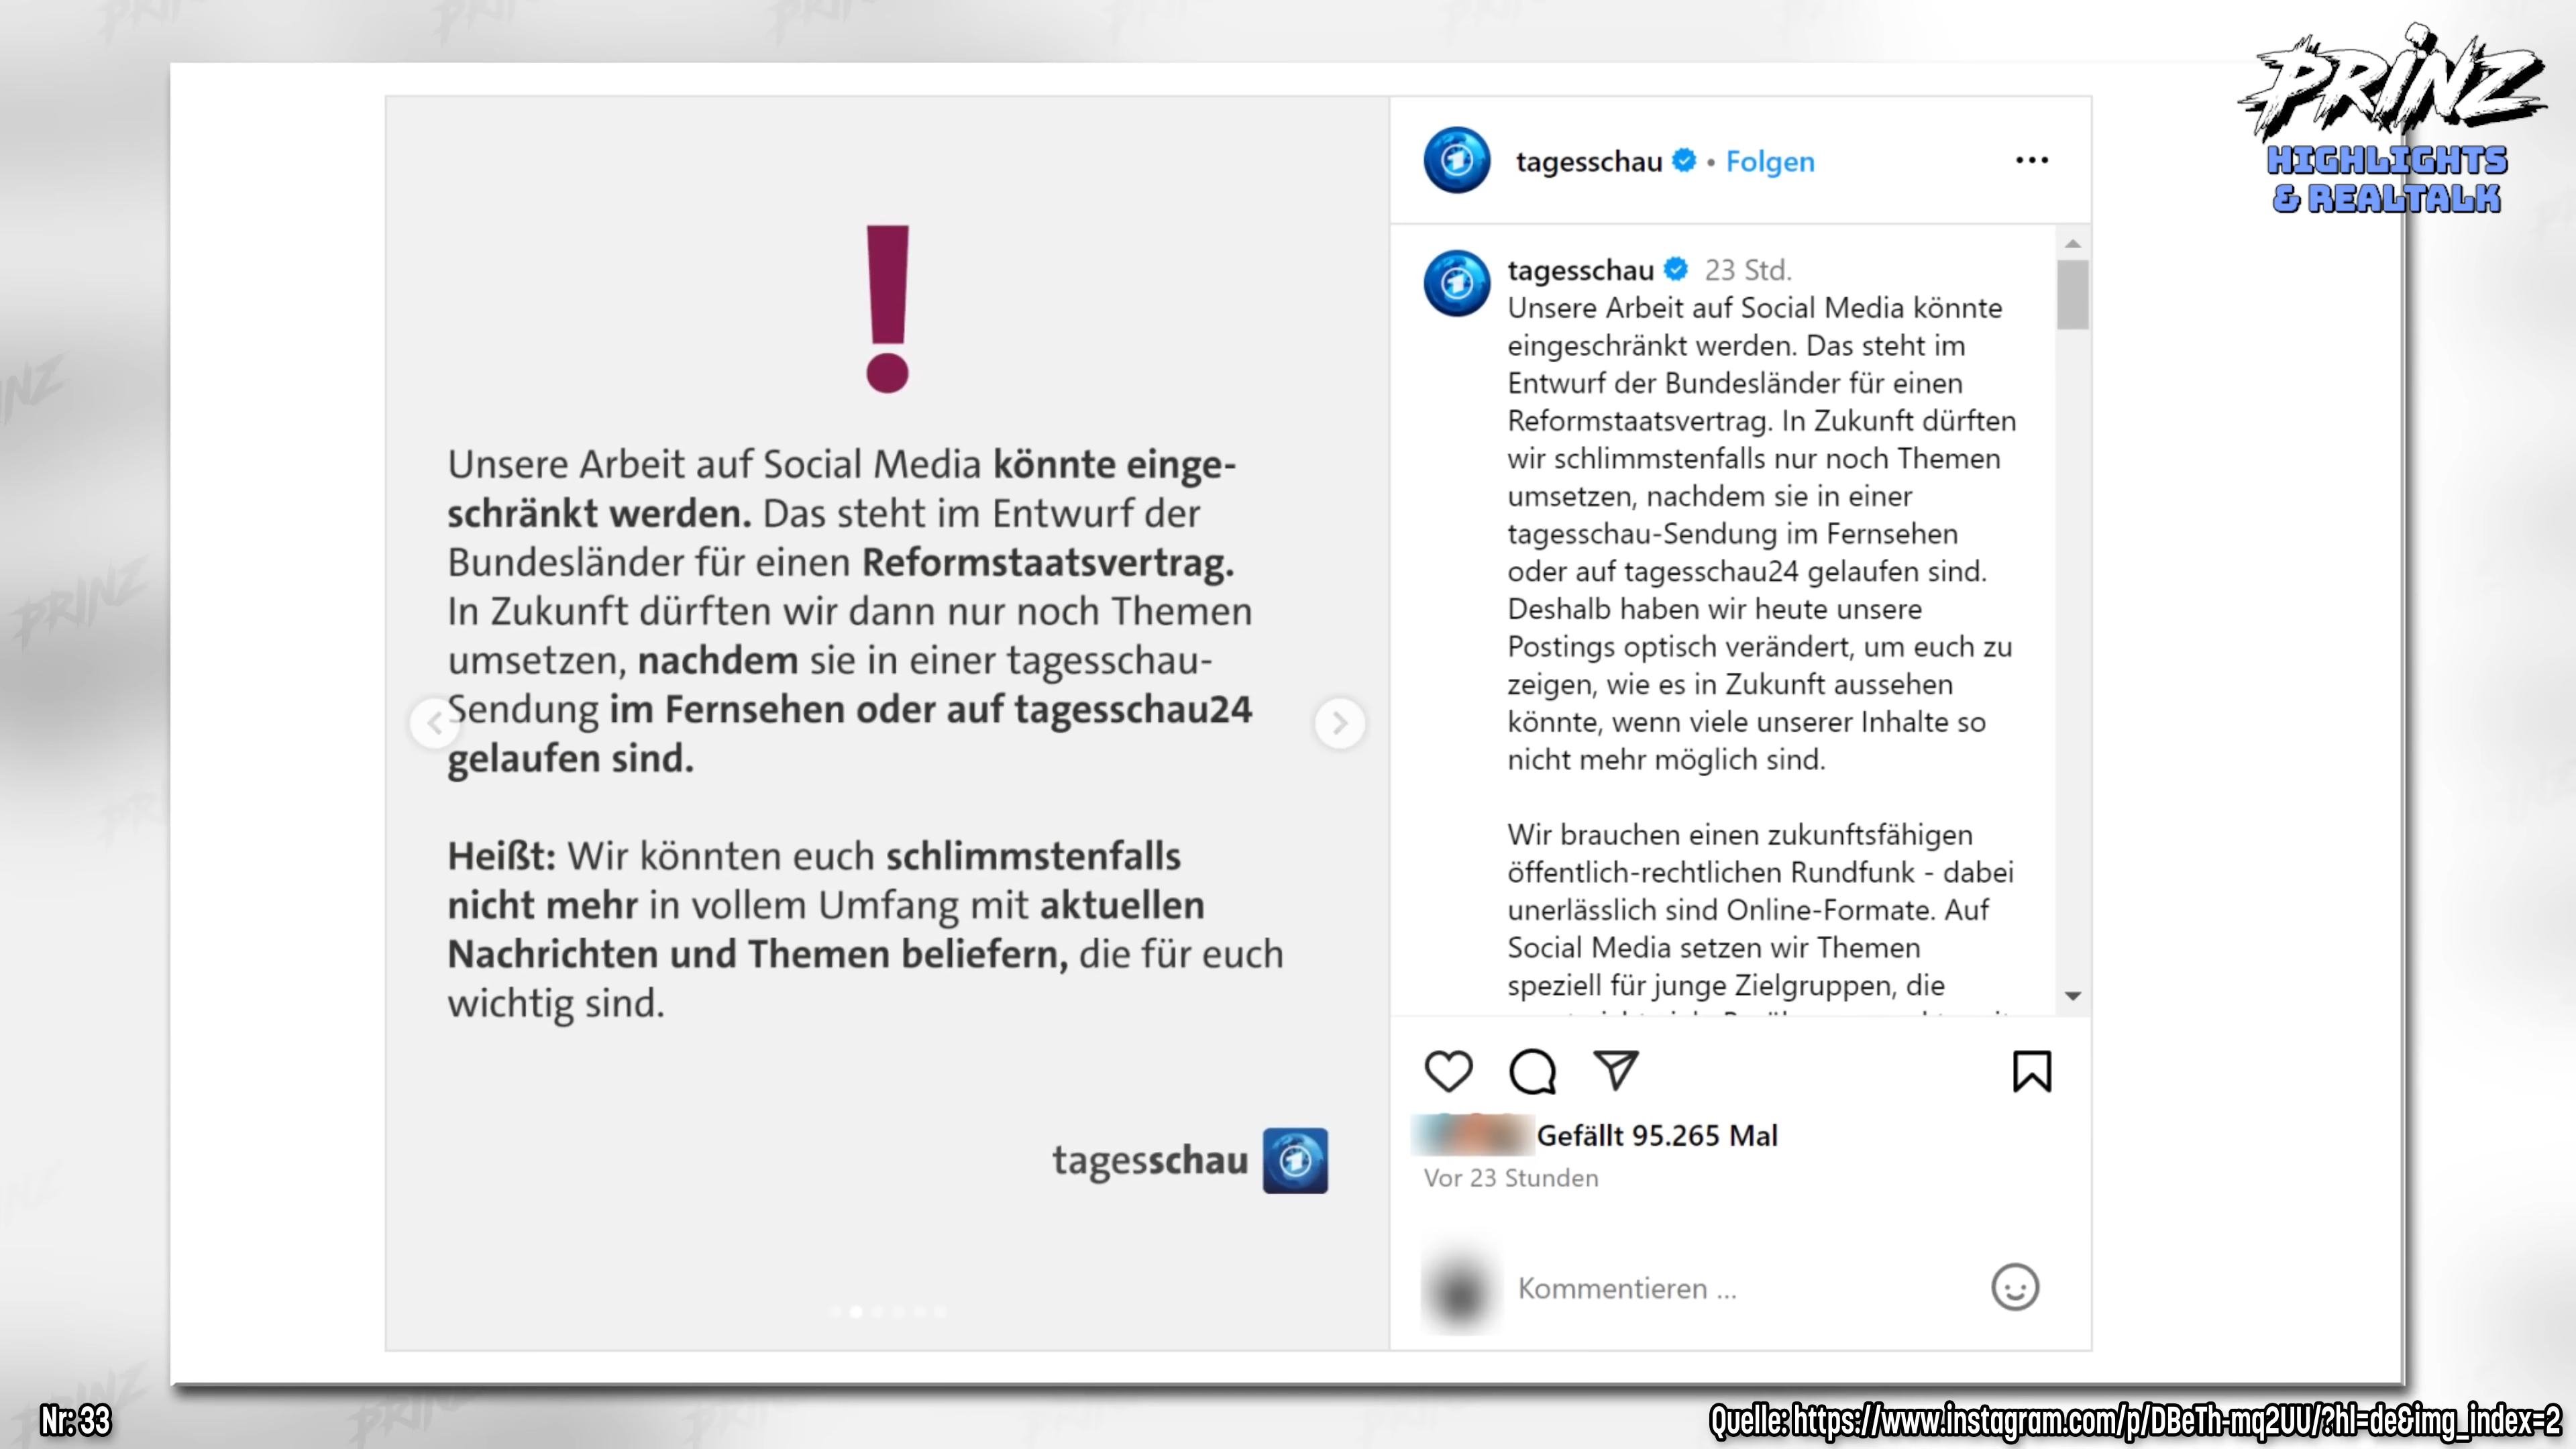 PRINZ
HIGHLIGHTS
& REALTALK
Unsere Arbeit auf Social Media könnte einge-
schränkt werden. Das steht im Entwurf der
Bundesländer für einen Reformstaatsvertrag.
In Zukunft dürften wir dann nur noch Themen
umsetzen, nachdem sie in einer tagesschau-
Sendung im Fernsehen oder auf tagesschau24
gelaufen sind.
Heißt: Wir könnten euch schlimmstenfalls
nicht mehr in vollem Umfang mit aktuellen
Nachrichten und Themen beliefern, die für euch
wichtig sind.
tagesschau
tagesschau • Folgen
tagesschau 23 Std.
Unsere Arbeit auf Social Media könnte
eingeschränkt werden. Das steht im
Entwurf der Bundesländer für einen
Reformstaatsvertrag. In Zukunft dürften
wir schlimmstenfalls nur noch Themen
umsetzen, nachdem sie in einer
tagesschau-Sendung im Fernsehen
oder auf tagesschau24 gelaufen sind.
Deshalb haben wir heute unsere
Postings optisch verändert, um euch zu
zeigen, wie es in Zukunft aussehen
könnte, wenn viele unserer Inhalte so
nicht mehr möglich sind.
Wir brauchen einen zukunftsfähigen
öffentlich-rechtlichen Rundfunk - dabei
unerlässlich sind Online-Formate. Auf
Social Media setzen wir Themen
speziell für junge Zielgruppen, die
Gefällt 95.265 Mal
Vor 23 Stunden
Kommentieren ...
Nr: 33
Quelle: https://www.instagram.com/p/DBeTh-mq2UU/?hl=de&img_index=2